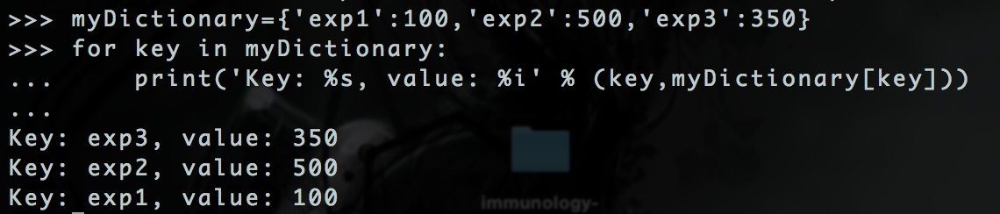 >>> myDictionary={'exp1':100,'exp2':500,'exp3':350}
>>> for key in myDictionary:
...     print('Key: %s, value: %i' % (key,myDictionary[key]))
...
Key: exp3, value: 350
Key: exp2, value: 500
Key: exp1, value: 100
immunology-